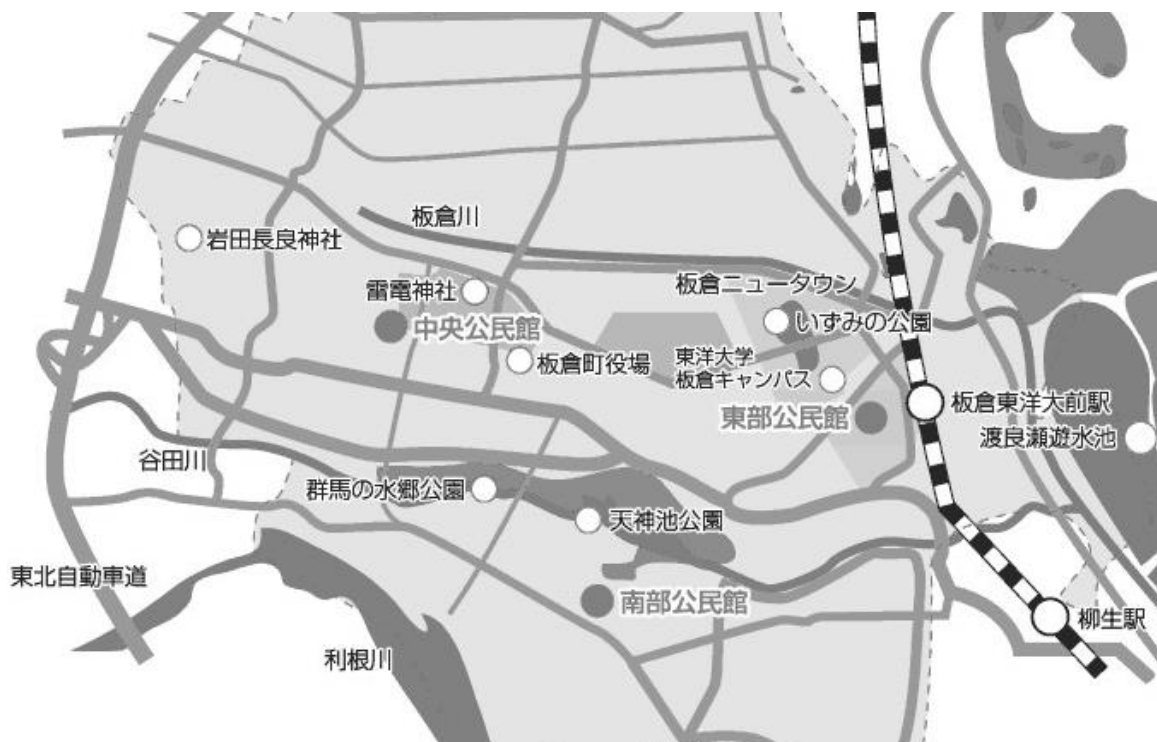 板倉川
岩田長良神社
雷電神社
中央公民館
板倉町役場
板倉ニュータウン
いずみの公園
東洋大学
板倉キャンパス
東部公民館
板倉東洋大前駅
渡良瀬遊水池
谷田川
群馬の水郷公園
天神池公園
東北自動車道
南部公民館
柳生駅
利根川